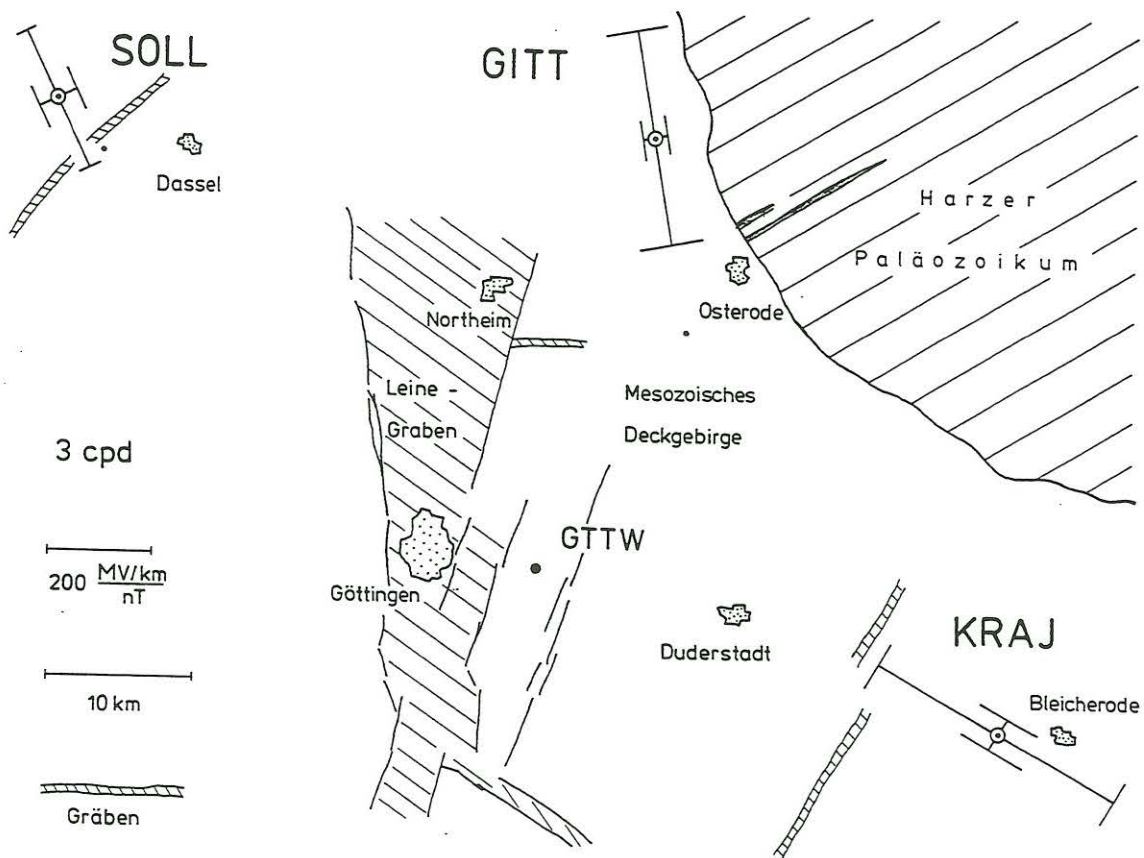 SOLL
GITT
Dassel
Harzer
Paläozoikum
Northeim
Osterode
Leine -
Graben
Mesozoisches
Deckgebirge
3 cpd
GTTW
200 MV/km
nT
Göttingen
Duderstadt
KRAJ
10 km
Bleicherode
Gräben